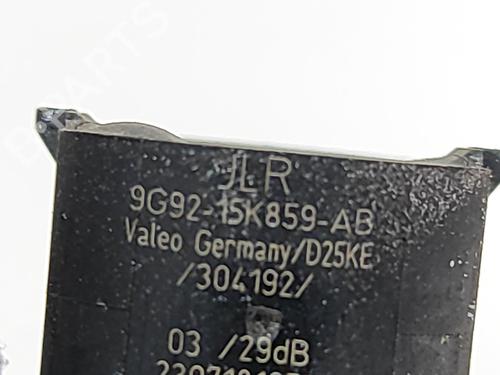 JLR
9G92-15K859-AB
Valeo Germany/D25KE
/304192/
03 /29dB